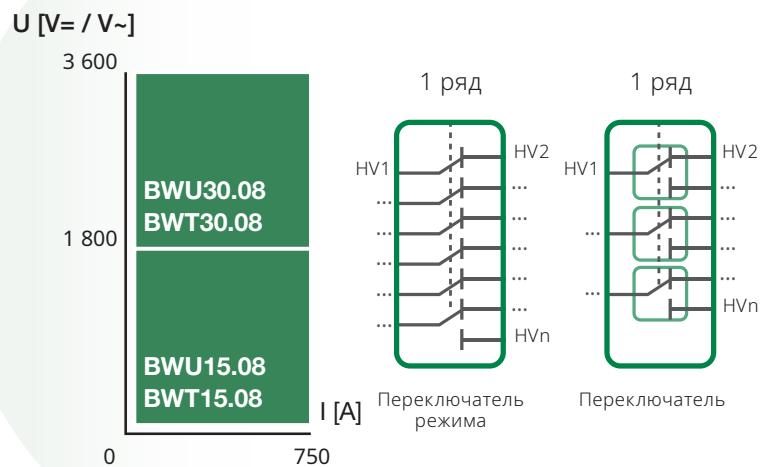 U [V= / V~]
3 600
BWU30.08
BWT30.08
1 800
BWU15.08
BWT15.08
I [A]
0
750
1 ряд
HV1
HV2
...
...
...
...
...
...
...
...
...
...
HVn
Переключатель
режима
1 ряд
HV1
HV2
...
...
...
...
...
...
HVn
Переключатель